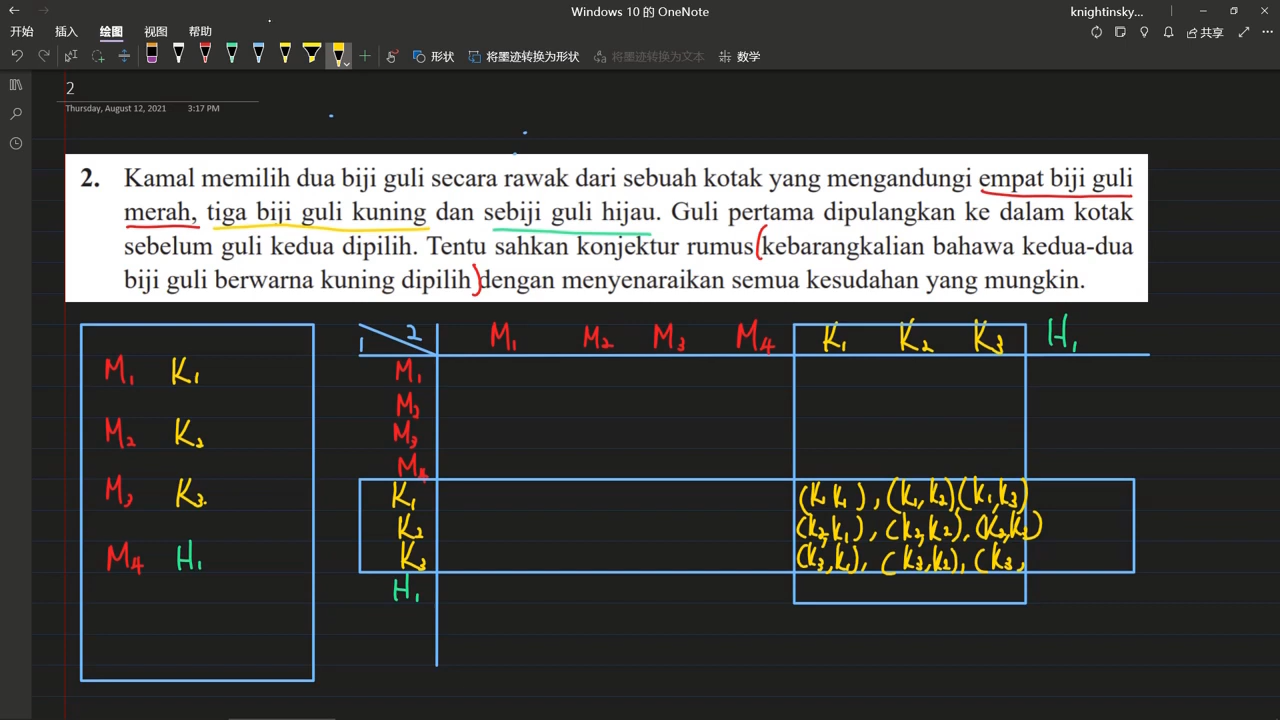 Windows 10 的 OneNote
knightinsky...
开始 插入 绘图 视图 帮助
共享
形状 将墨迹转换为形状 将墨迹转换为文本 数学
2
Thursday, August 12, 2021 3:17 PM
2. Kamal memilih dua biji guli secara rawak dari sebuah kotak yang mengandungi empat biji guli
merah, tiga biji guli kuning dan sebiji guli hijau. Guli pertama dipulangkan ke dalam kotak
sebelum guli kedua dipilih. Tentu sahkan konjektur rumus (kebarangkalian bahawa kedua-dua
biji guli berwarna kuning dipilih) dengan menyenaraikan semua kesudahan yang mungkin.
M₁ K₁
M₂ K₂
M₃ K₃
M₄ H₁
1 2 M₁ M₂ M₃ M₄ K₁ K₂ K₃ H₁
M₁
M₂
M₃
M₄
K₁ (K₁ K₁), (K₁, K₂) (K₁, K₃)
K₂ (K₂, K₁), (K₂, K₂), (K₂, K₃)
K₃ (K₃, K₁), (K₃, K₂), (K₃,
H₁